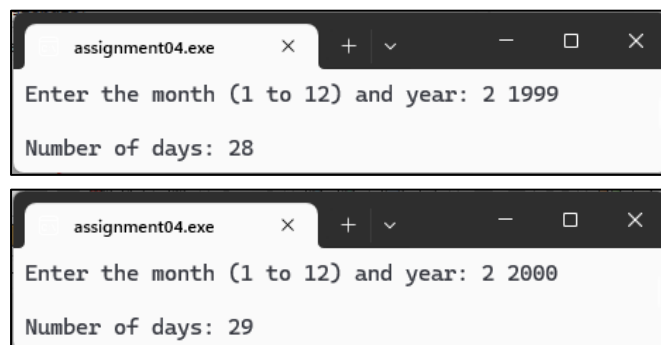 assignment04.exe
Enter the month (1 to 12) and year: 2 1999
Number of days: 28
assignment04.exe
Enter the month (1 to 12) and year: 2 2000
Number of days: 29